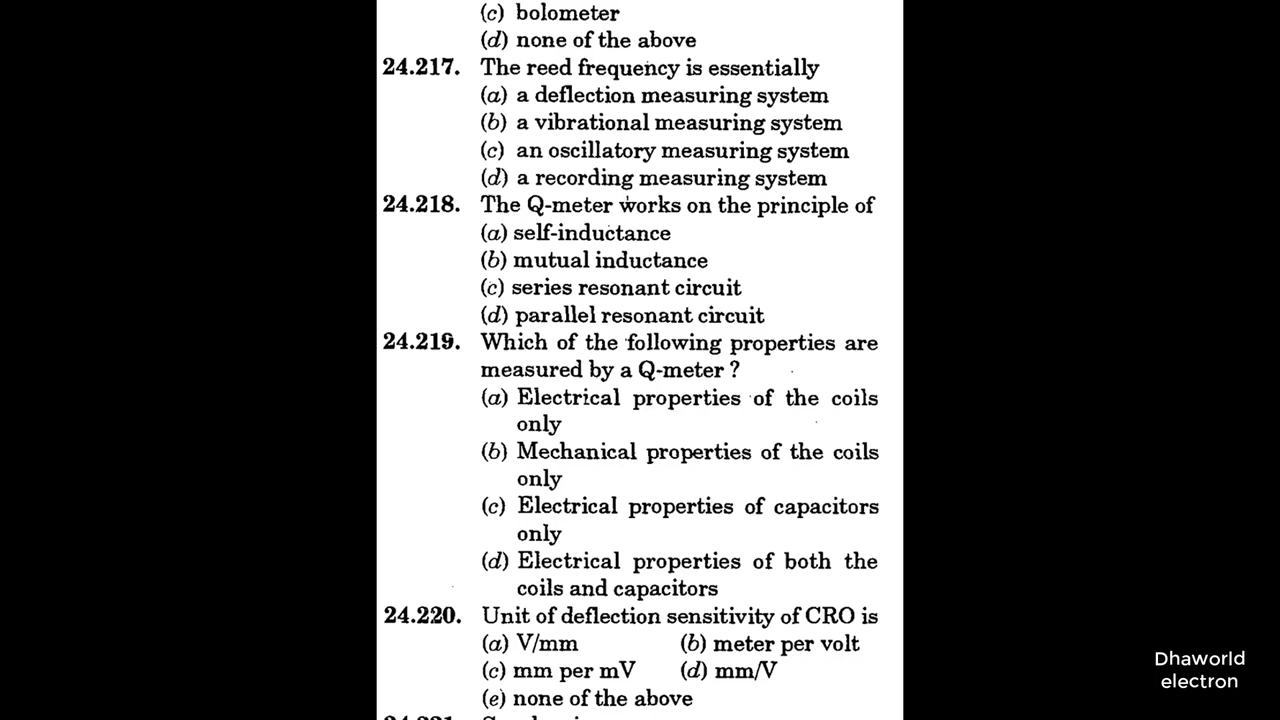 (c) bolometer
(d) none of the above
24.217. The reed frequency is essentially
(a) a deflection measuring system
(b) a vibrational measuring system
(c) an oscillatory measuring system
(d) a recording measuring system
24.218. The Q-meter works on the principle of
(a) self-inductance
(b) mutual inductance
(c) series resonant circuit
(d) parallel resonant circuit
24.219. Which of the following properties are
measured by a Q-meter ?
(a) Electrical properties of the coils
only
(b) Mechanical properties of the coils
only
(c) Electrical properties of capacitors
only
(d) Electrical properties of both the
coils and capacitors
24.220. Unit of deflection sensitivity of CRO is
(a) V/mm (b) meter per volt
(c) mm per mV (d) mm/V
(e) none of the above
Dhaworld
electron